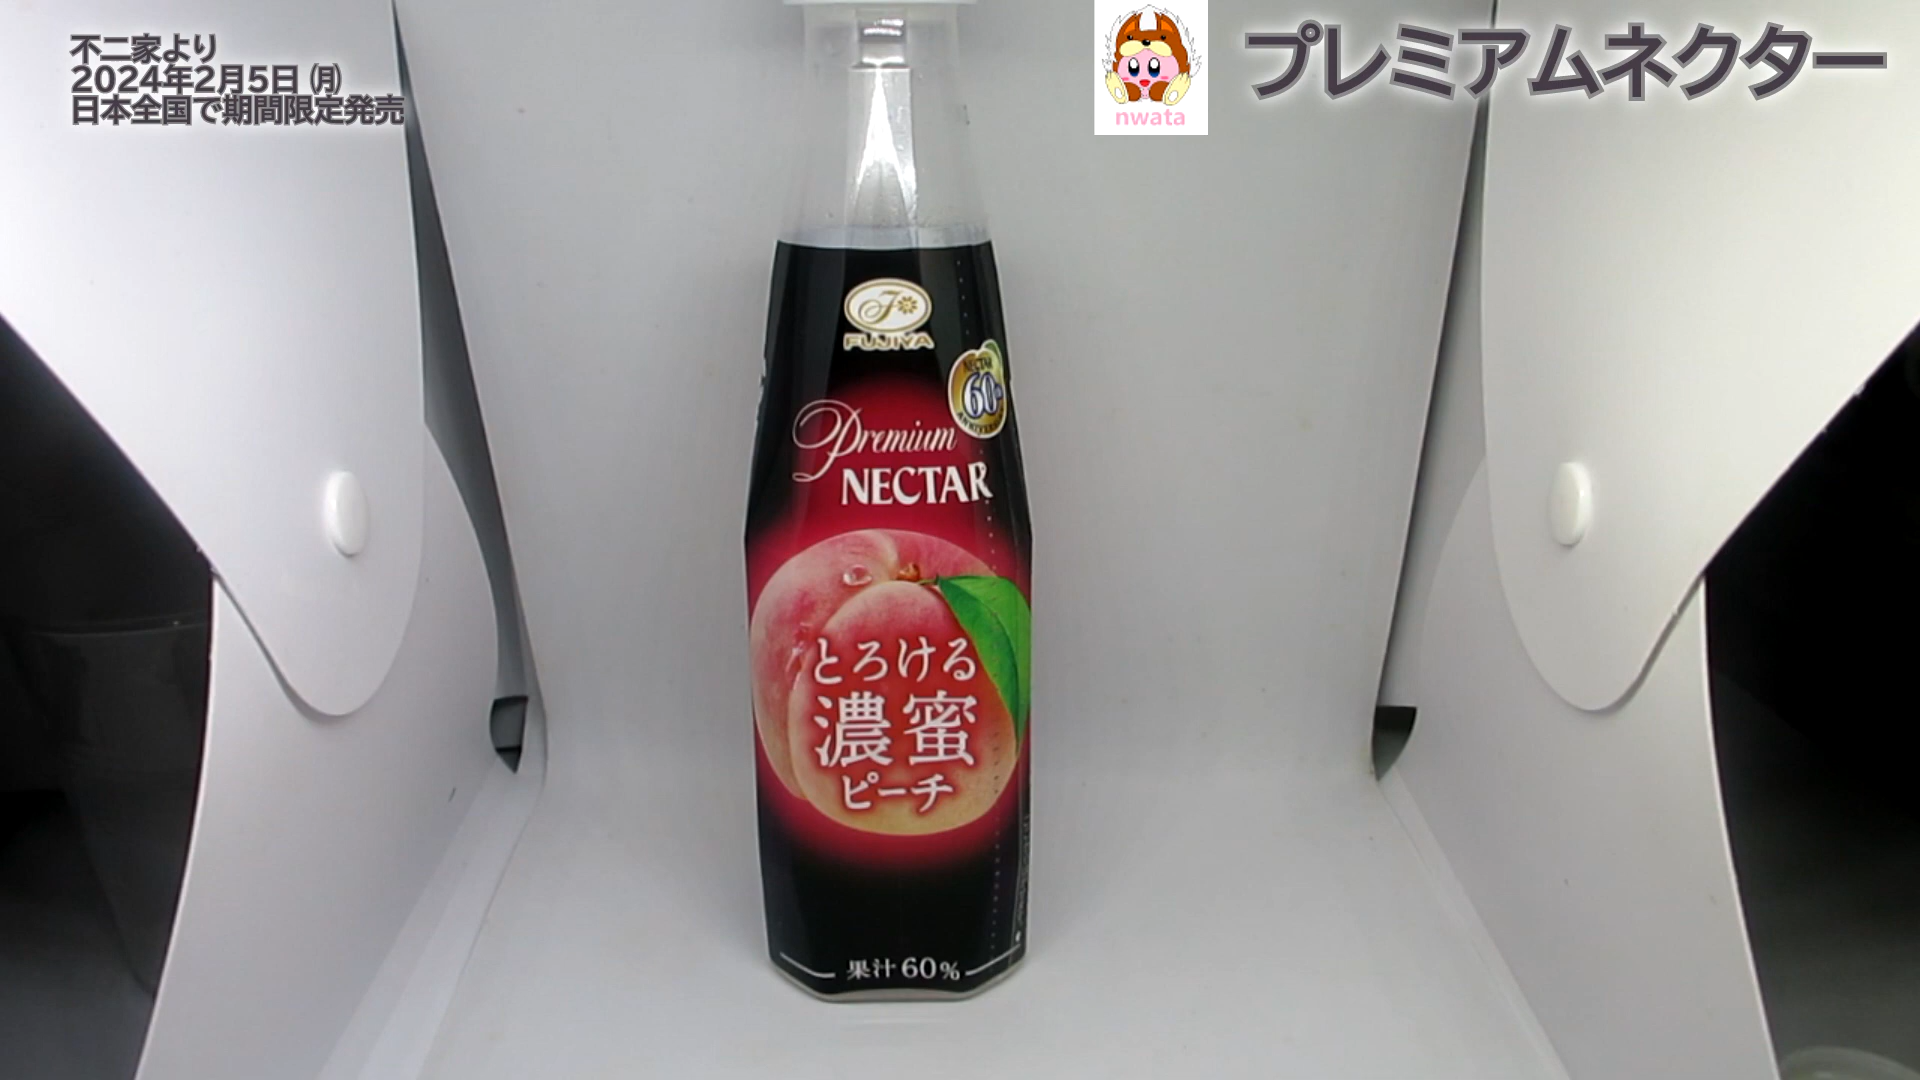 不二家より
2024年2月5日 ㈪
日本全国で期間限定発売
nwata
プレミアムネクター
FUJIYA
NECTAR
60th
ANNIVERSARY
Premium
NECTAR
とろける
濃蜜
ピーチ
果汁60%